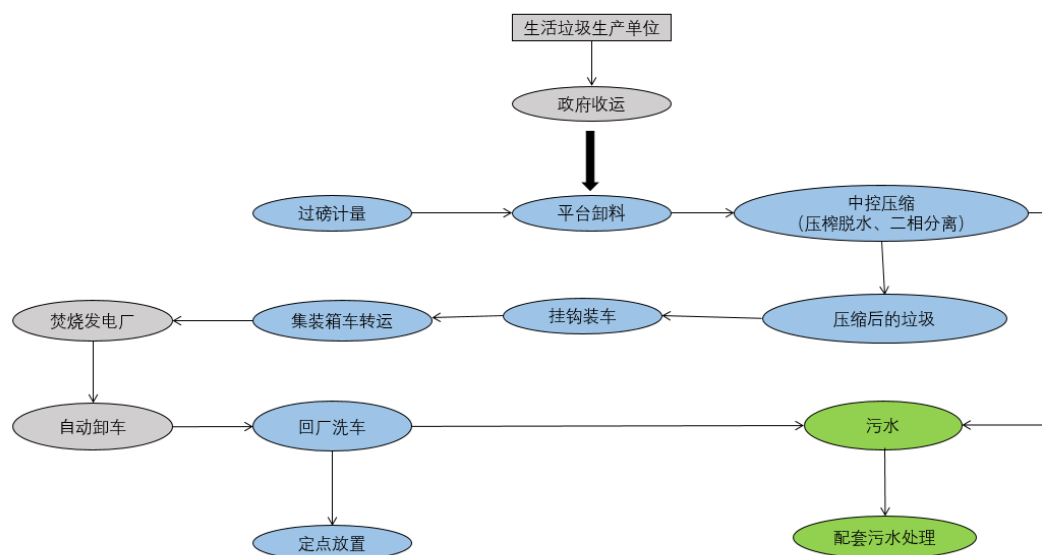 生活垃圾生产单位
政府收运
过磅计量
平台卸料
中控压缩
（压榨脱水、二相分离）
焚烧发电厂
集装箱车转运
挂钩装车
压缩后的垃圾
自动卸车
回厂洗车
污水
定点放置
配套污水处理